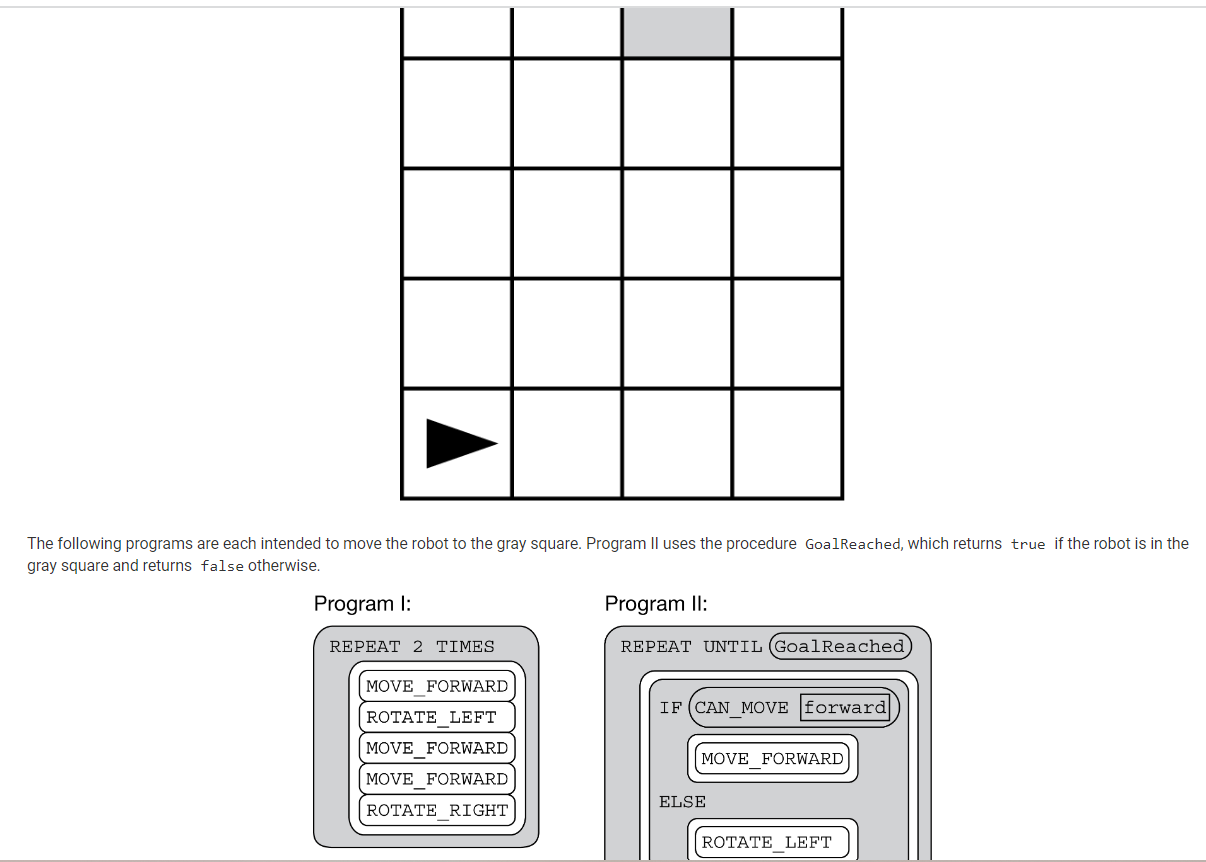 The following programs are each intended to move the robot to the gray square. Program II uses the procedure GoalReached, which returns true if the robot is in the
gray square and returns false otherwise.
Program I:
REPEAT 2 TIMES
MOVE_FORWARD
ROTATE_LEFT
MOVE_FORWARD
MOVE_FORWARD
ROTATE_RIGHT
Program II:
REPEAT UNTIL GoalReached
IF CAN_MOVE forward
MOVE_FORWARD
ELSE
ROTATE_LEFT